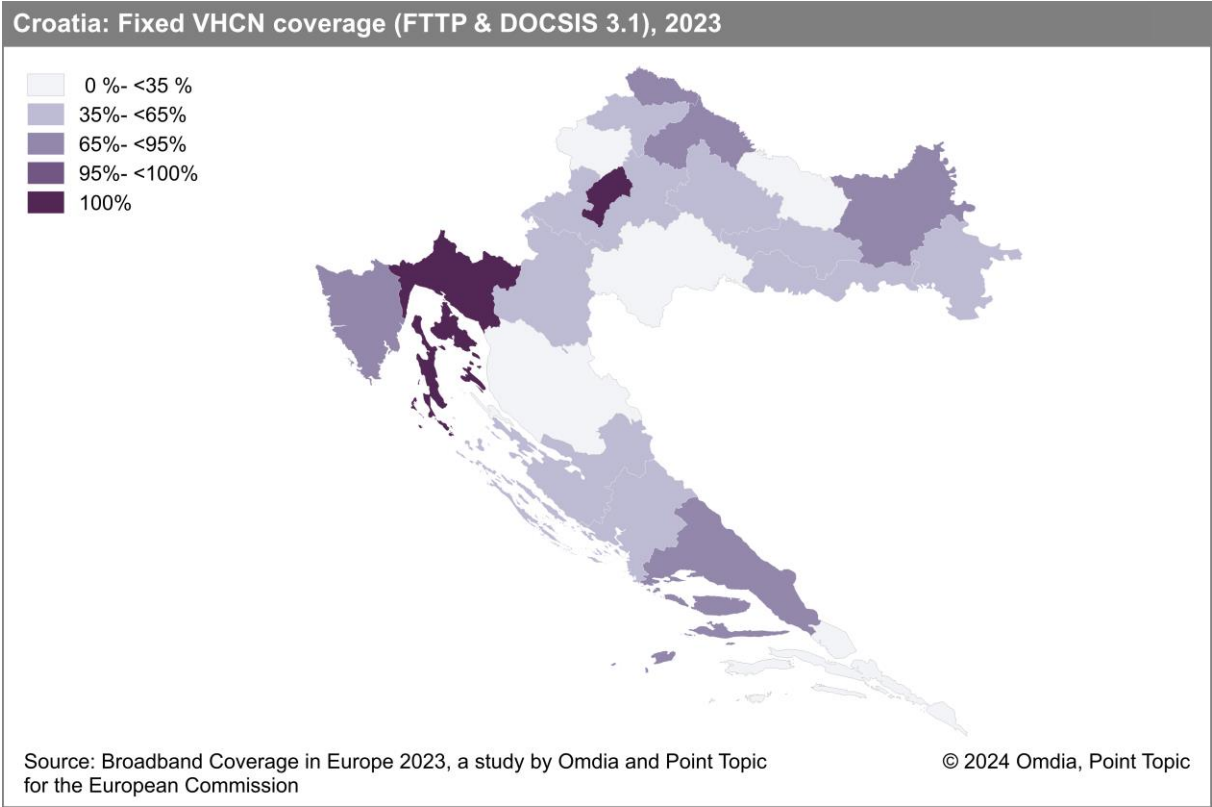 Croatia: Fixed VHCN coverage (FTTP & DOCSIS 3.1), 2023
0 %- <35 %
35%- <65%
65%- <95%
95%- <100%
100%
Source: Broadband Coverage in Europe 2023, a study by Omdia and Point Topic
for the European Commission
© 2024 Omdia, Point Topic